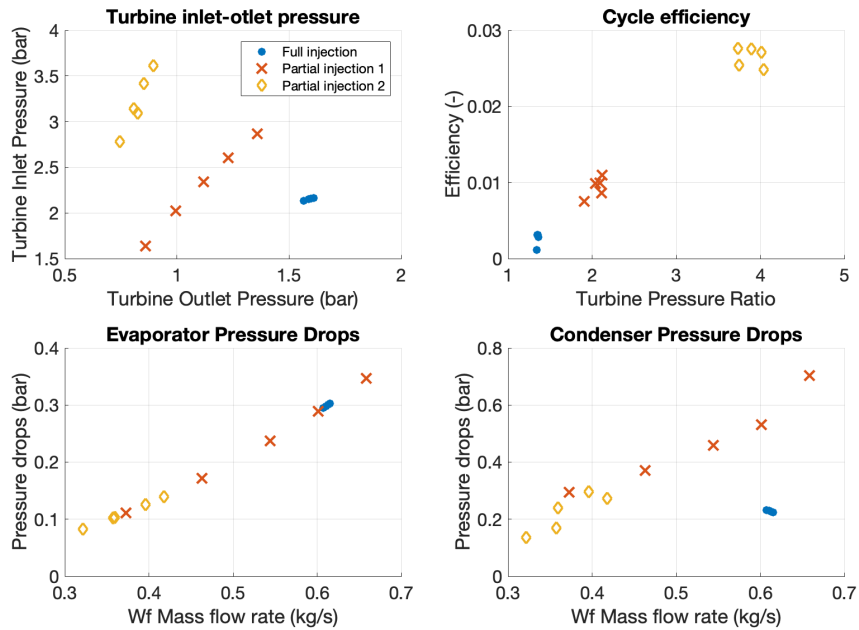 Turbine inlet-otlet pressure
Turbine Inlet Pressure (bar)
4
3.5
3
2.5
2
1.5
0.5
1
1.5
2
Turbine Outlet Pressure (bar)
Full injection
Partial injection 1
Partial injection 2
Cycle efficiency
Efficiency (-)
0.03
0.02
0.01
0
1
2
3
4
5
Turbine Pressure Ratio
Evaporator Pressure Drops
Pressure drops (bar)
0.4
0.3
0.2
0.1
0
0.3
0.4
0.5
0.6
0.7
Wf Mass flow rate (kg/s)
Condenser Pressure Drops
Pressure drops (bar)
0.8
0.6
0.4
0.2
0
0.3
0.4
0.5
0.6
0.7
Wf Mass flow rate (kg/s)